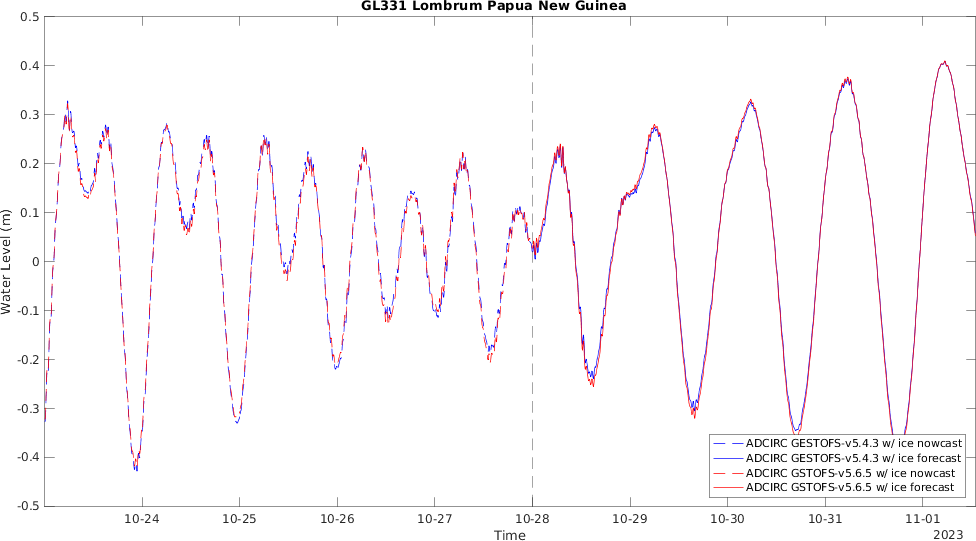 GL331 Lombrum Papua New Guinea
0.5
0.4
0.3
0.2
0.1
0
-0.1
-0.2
-0.3
-0.4
-0.5
Water Level (m)
ADCIRC GESTOFS-v5.4.3 w/ ice nowcast
ADCIRC GESTOFS-v5.4.3 w/ ice forecast
ADCIRC GSTOFS-v5.6.5 w/ ice nowcast
ADCIRC GSTOFS-v5.6.5 w/ ice forecast
10-24 10-25 10-26 10-27 10-28 10-29 10-30 10-31 11-01
Time
2023